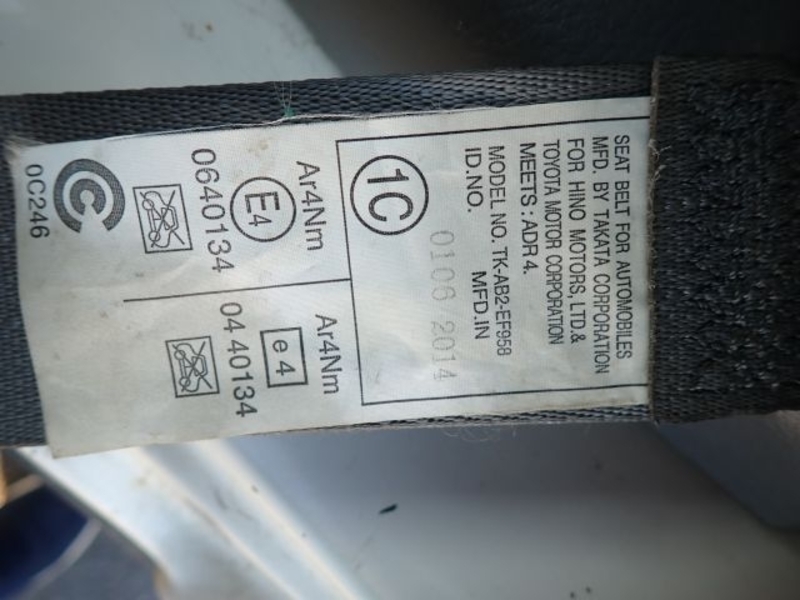 SEAT BELT FOR AUTOMOBILES
MFD. BY TAKATA CORPORATION
FOR HINO MOTORS, LTD.&
TOYOTA MOTOR CORPORATION
MEETS : ADR 4.
MODEL NO. TK-AB2-EF958
ID.NO. MFD.IN
0106 2014
1C
Ar4Nm
E4
0640134
Ar4Nm
e4
04 40134
C
0C246